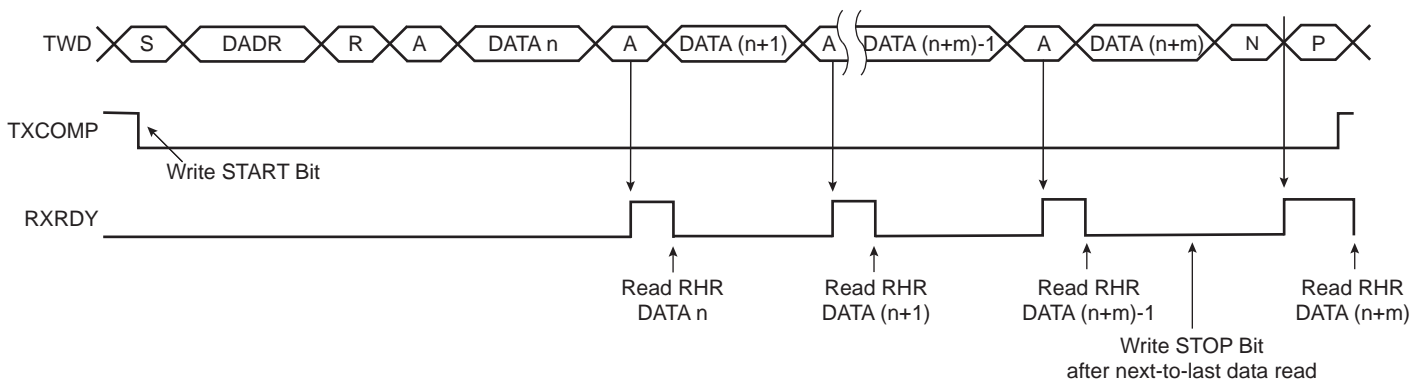 TWD S DADR R A DATA n A DATA (n+1) A DATA (n+m)-1 A DATA (n+m) N P
TXCOMP
Write START Bit
RXRDY
Read RHR
DATA n
Read RHR
DATA (n+1)
Read RHR
DATA (n+m)-1
Read RHR
DATA (n+m)
Write STOP Bit
after next-to-last data read